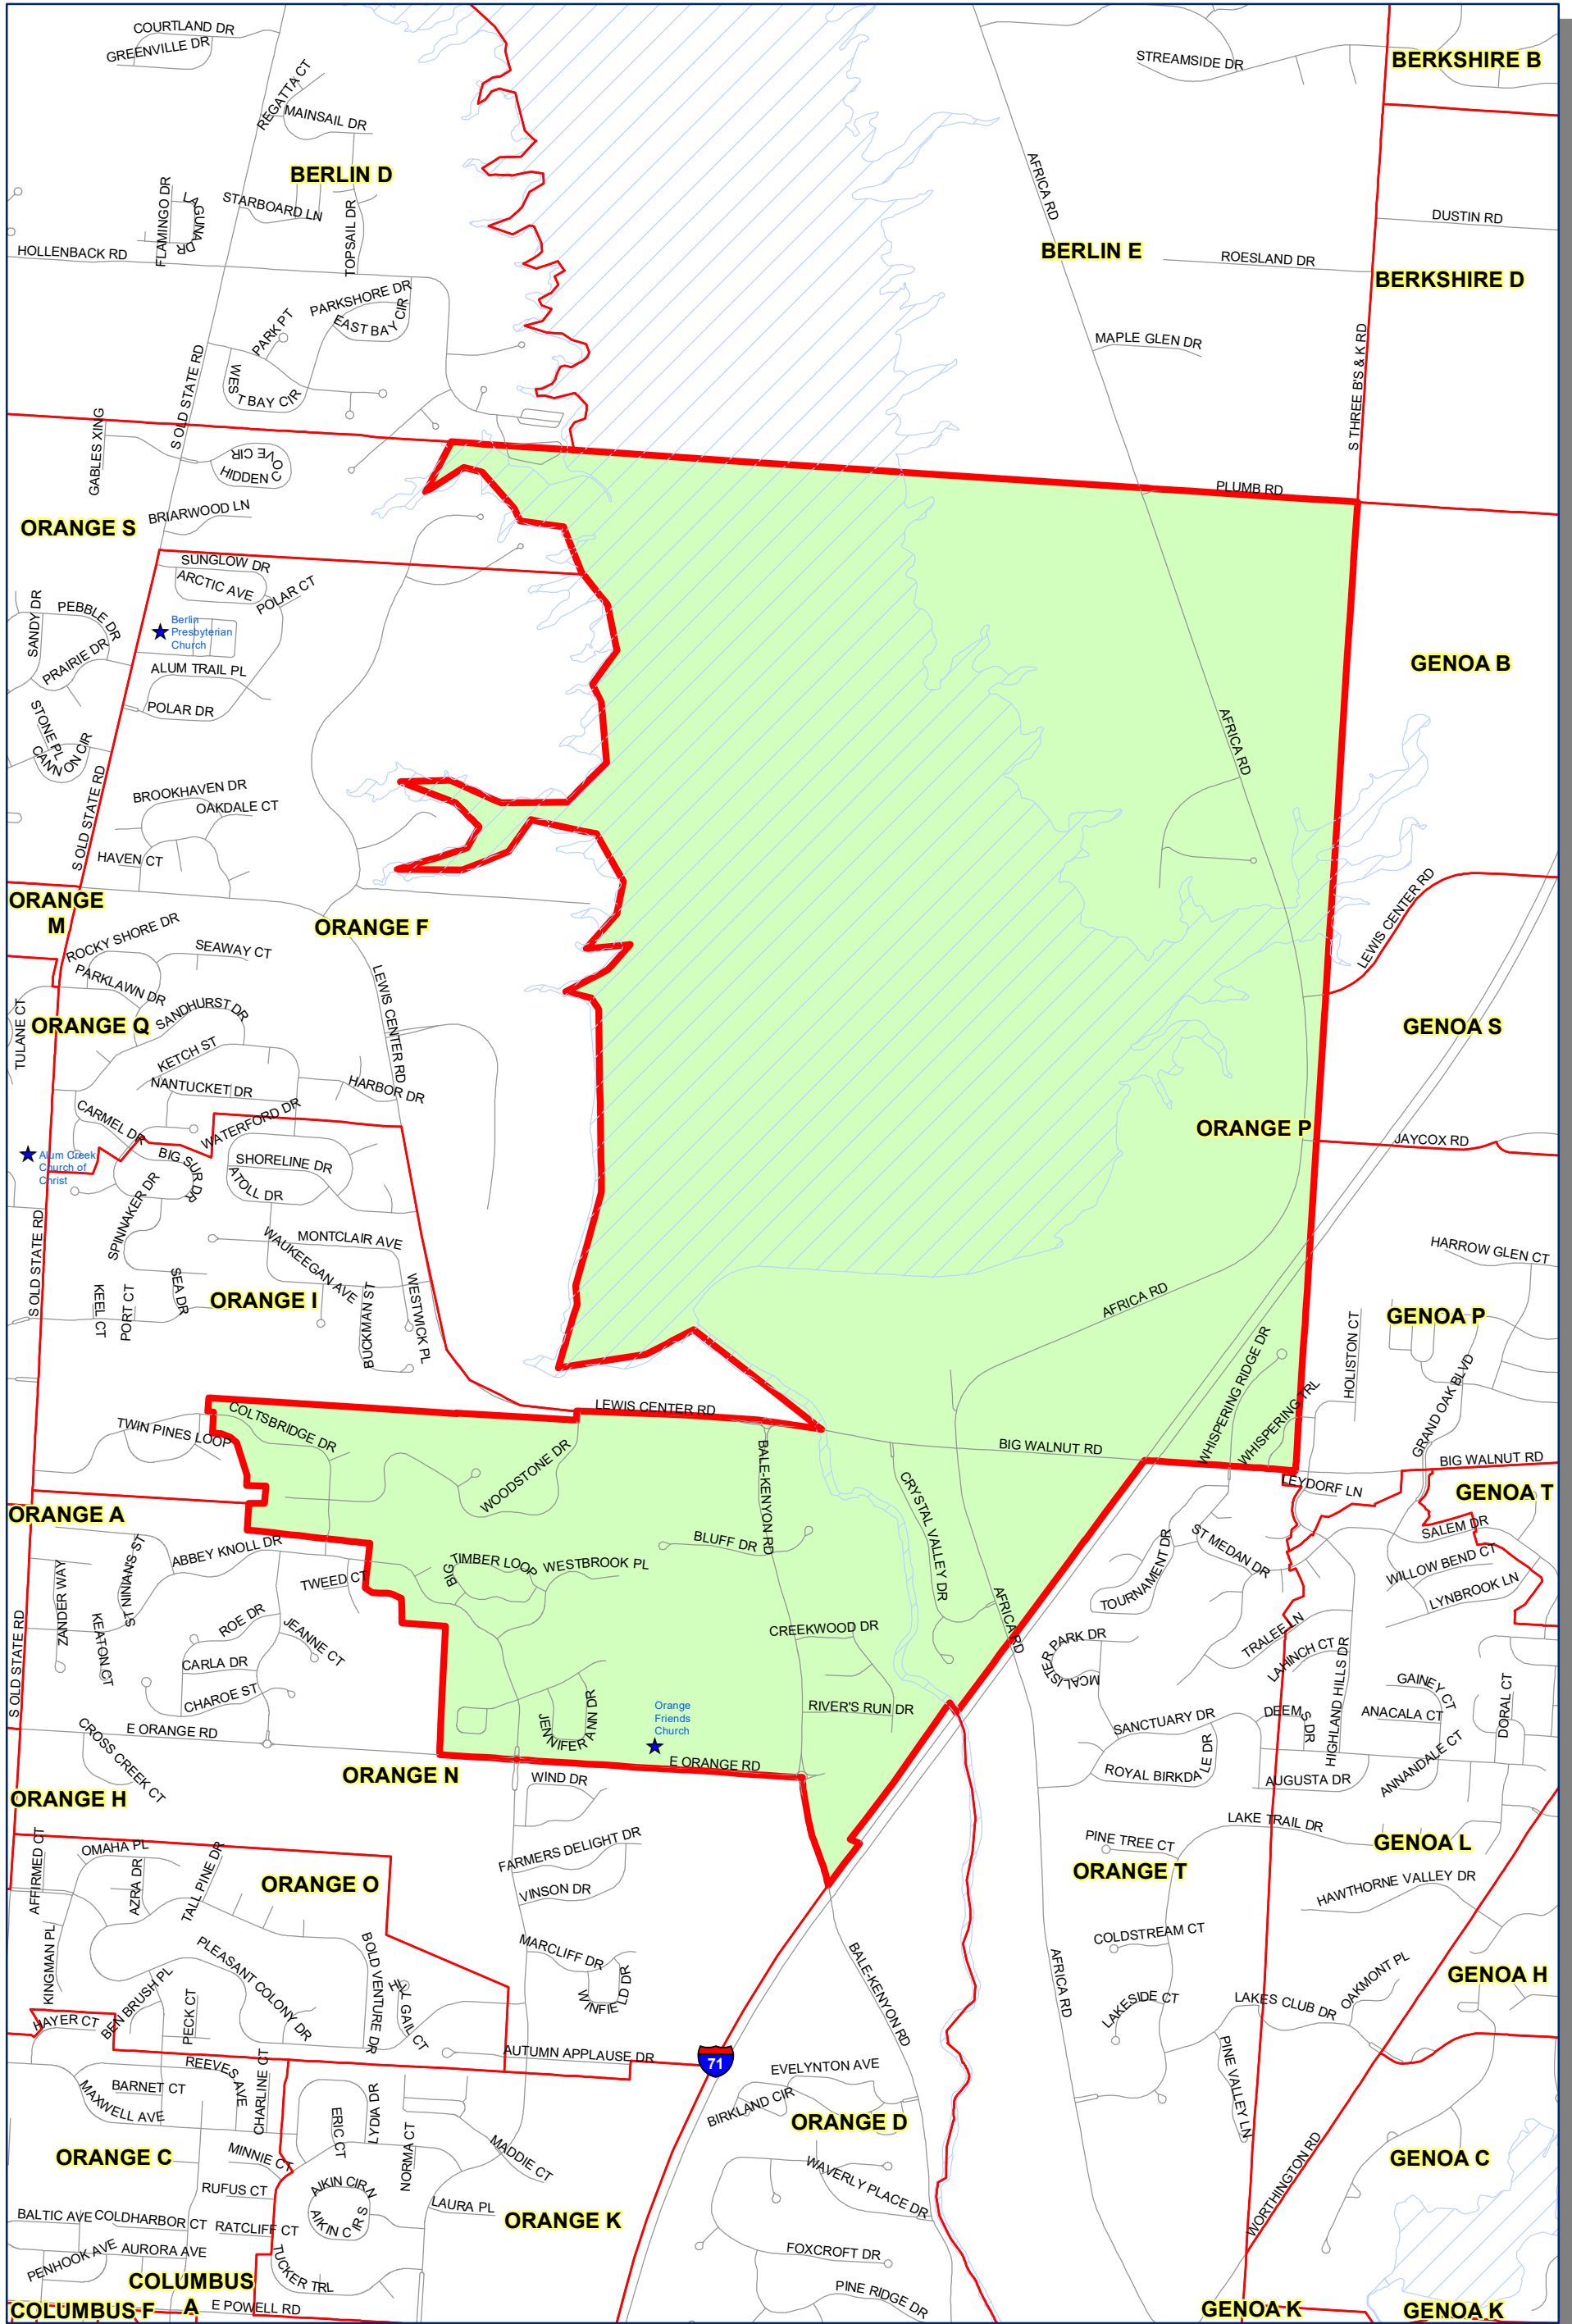 COURTLAND DR
GREENVILLE DR
STREAMSIDE DR
BERKSHIRE B
REGATTA CT
MAINSAIL DR
BERLIN D
AFRICA RD
FLAMINGO DR
LAGUNA DR
STARBOARD LN
TOPSAIL DR
DUSTIN RD
HOLLENBACK RD
BERLIN E
ROESLAND DR
BERKSHIRE D
PARKSHORE DR
EAST BAY CIR
PARK PT
MAPLE GLEN DR
S OLD STATE RD
WEST BAY CIR
S THREE B'S & K RD
GABLES XING
HIDDEN COVE CIR
PLUMB RD
ORANGE S
BRIARWOOD LN
SUNGLOW DR
ARCTIC AVE
POLAR CT
SANDY DR
PEBBLE DR
Berlin
Presbyterian
Church
PRAIRIE DR
ALUM TRAIL PL
GENOA B
POLAR DR
STONE PL
CANNON CIR
AFRICA RD
S OLD STATE RD
BROOKHAVEN DR
OAKDALE CT
HAVEN CT
ORANGE
M
ORANGE F
LEWIS CENTER RD
ROCKY SHORE DR
SEAWAY CT
PARKLAWN DR
LEWIS CENTER RD
TULANE CT
ORANGE Q
SANDHURST DR
GENOA S
KETCH ST
NANTUCKET DR
HARBOR DR
CARMEL DR
WATERFORD DR
ORANGE P
JAYCOX RD
Alum Creek
Church of
Christ
BIG SUR DR
SHORELINE DR
ATOLL DR
SPINNAKER DR
S OLD STATE RD
MONTCLAIR AVE
WAUKEEGAN AVE
HARROW GLEN CT
KEEL CT
PORT CT
SEA DR
ORANGE I
BUCKMAN ST
WESTWICK PL
AFRICA RD
GENOA P
HOLISTON CT
WHISPERING RIDGE DR
WHISPERING TRL
GRAND OAK BLVD
LEWIS CENTER RD
COLTSBRIDGE DR
TWIN PINES LOOP
BIG WALNUT RD
BIG WALNUT RD
WOODSTONE DR
BALE-KENYON RD
CRYSTAL VALLEY DR
LEYDORF LN
GENOA T
ORANGE A
SALEM DR
ABBEY KNOLL DR
ST NINIAN'S ST
BLUFF DR
TOURNAMENT DR
ST MEDAN DR
BIG TIMBER LOOP
WESTBROOK PL
WILLOW BEND CT
ZANDER WAY
TWEED CT
LYNBROOK LN
KEATON CT
ROE DR
JEANNE CT
CREEKWOOD DR
AFRICA RD
MCALISTER PARK DR
TRALEE LN
LAHINCH CT
CARLA DR
CHAROE ST
S OLD STATE RD
JENNIFER ANN DR
Orange
Friends
Church
RIVER'S RUN DR
HIGHLAND HILLS DR
GAINEY CT
ANACALA CT
DORAL CT
SANCTUARY DR
DEEMS DR
E ORANGE RD
CROSS CREEK CT
E ORANGE RD
ROYAL BIRKDALE DR
AUGUSTA DR
ANNANDALE CT
ORANGE N
WIND DR
ORANGE H
LAKE TRAIL DR
PINE TREE CT
GENOA L
OMAHA PL
AFFIRMED CT
AZRA DR
TALL PINE DR
FARMERS DELIGHT DR
ORANGE T
ORANGE O
VINSON DR
HAWTHORNE VALLEY DR
COLDSTREAM CT
KINGMAN PL
PLEASANT COLONY DR
BOLD VENTURE DR
MARCLIFF DR
BALE-KENYON RD
AFRICA RD
GENOA H
BEN BRUSH PL
WINFIELD DR
OAKMONT PL
LAKES CLUB DR
LAKESIDE CT
HAYER CT
PECK CT
HIL GAIL CT
AUTUMN APPLAUSE DR
71
PINE VALLEY LN
REEVES AVE
CHARLINE CT
EVELYNTON AVE
BARNET CT
MAXWELL AVE
ERIC CT
LYDIA DR
BIRKLAND CIR
ORANGE D
ORANGE C
MINNIE CT
NORMA CT
MADDIE CT
WAVERLY PLACE DR
WORTHINGTON RD
GENOA C
RUFUS CT
AIKIN CIR N
AIKIN CIR S
LAURA PL
BALTIC AVE
COLDHARBOR CT
RATCLIFF CT
ORANGE K
PENHOOK AVE
AURORA AVE
TUCKER TRL
FOXCROFT DR
COLUMBUS
A
PINE RIDGE DR
COLUMBUS F
E POWELL RD
GENOA K
GENOA K